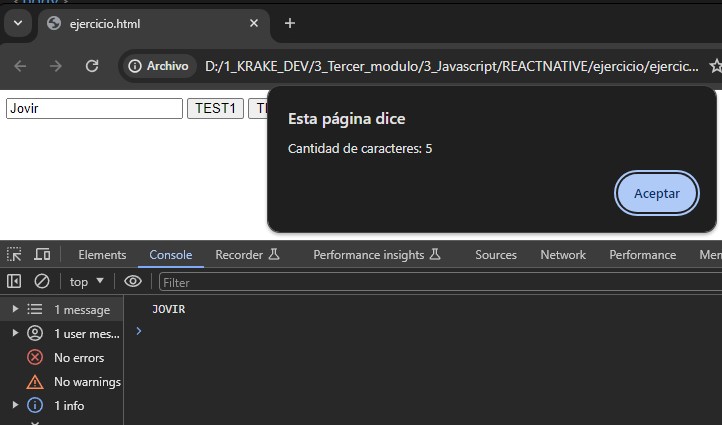 ejercicio.html
Archivo D:/1_KRAKE_DEV/3_Tercer_modulo/3_Javascript/REACTNATIVE/ejercicio/ejercic...
Jovir TEST1
Esta página dice
Cantidad de caracteres: 5
Aceptar
Elements Console Recorder Performance insights Sources Network Performance Mem
top Filter
1 message
JOVIR
1 user mes...
No errors
No warnings
1 info